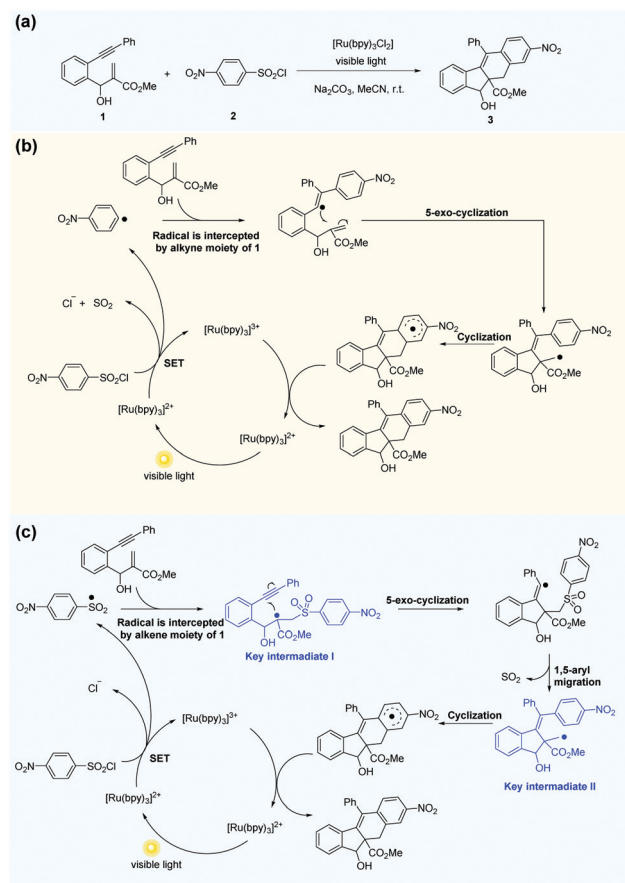 (a)
Ph
CO2Me
OH
1
+
O2N
SO2Cl
2
[Ru(bpy)3Cl2]
visible light
Na2CO3, MeCN, r.t.
Ph
NO2
CO2Me
OH
3
(b)
Ph
CO2Me
OH
O2N
Radical is intercepted
by alkyne moiety of 1
Ph
NO2
CO2Me
OH
5-exo-cyclization
Cl− + SO2
O2N
SO2Cl
SET
[Ru(bpy)3]3+
[Ru(bpy)3]2+
[Ru(bpy)3]2+
visible light
Ph
NO2
CO2Me
OH
Cyclization
Ph
NO2
CO2Me
OH
Ph
NO2
CO2Me
OH
(c)
Ph
CO2Me
OH
O2N
SO2
Radical is intercepted
by alkene moiety of 1
Ph
O
O
S
NO2
CO2Me
OH
Key intermadiate I
5-exo-cyclization
NO2
Ph
S
O
O
CO2Me
OH
SO2
1,5-aryl
migration
Cl−
O2N
SO2Cl
SET
[Ru(bpy)3]3+
[Ru(bpy)3]2+
[Ru(bpy)3]2+
visible light
Ph
NO2
CO2Me
OH
Cyclization
Ph
NO2
CO2Me
OH
Key intermadiate II
Ph
NO2
CO2Me
OH